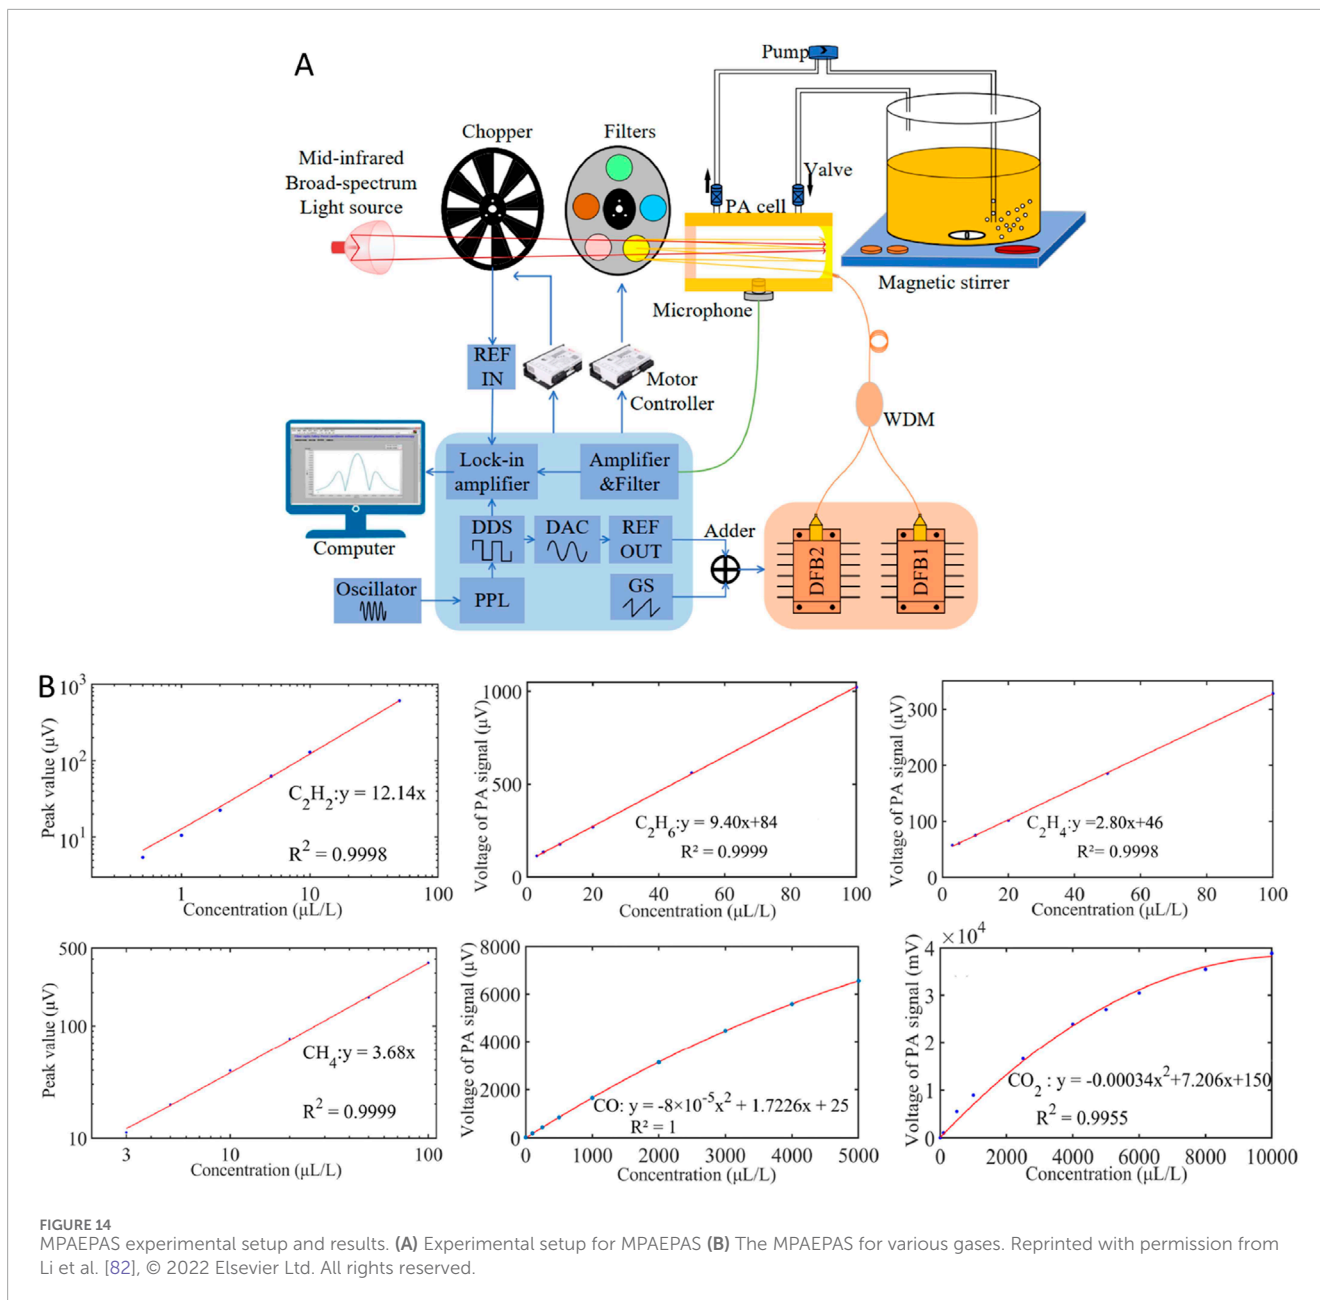 A
Pump
Chopper
Filters
Mid-infrared
Broad-spectrum
Light source
Valve
PA cell
Magnetic stirrer
Microphone
REF
IN
Motor
Controller
WDM
Lock-in
amplifier
Amplifier
&Filter
Computer
DDS
DAC
REF
OUT
Adder
DFB2
DFB1
Oscillator
PPL
GS
B
Peak value (μV)
10³
10²
10¹
C₂H₂:y = 12.14x
R² = 0.9998
1 10 100
Concentration (μL/L)
Voltage of PA signal (μV)
1000
500
0
C₂H₆:y = 9.40x+84
R² = 0.9999
0 20 40 60 80 100
Concentration (μL/L)
Voltage of PA signal (μV)
300
200
100
0
C₂H₄:y =2.80x+46
R²= 0.9998
0 20 40 60 80 100
Concentration (μL/L)
Peak value (μV)
500
100
10
CH₄:y = 3.68x
R² = 0.9999
3 10 100
Concentration (μL/L)
Voltage of PA signal (μV)
8000
6000
4000
2000
0
CO: y = -8×10⁻⁵x² + 1.7226x + 25
R² = 1
0 1000 2000 3000 4000 5000
Concentration (μL/L)
×10⁴
Voltage of PA signal (mV)
4
3
2
1
0
CO₂ : y = -0.00034x²+7.206x+150
R² = 0.9955
0 2000 4000 6000 8000 10000
Concentration (μL/L)
FIGURE 14
MPAEPAS experimental setup and results. (A) Experimental setup for MPAEPAS (B) The MPAEPAS for various gases. Reprinted with permission from
Li et al. [82], © 2022 Elsevier Ltd. All rights reserved.